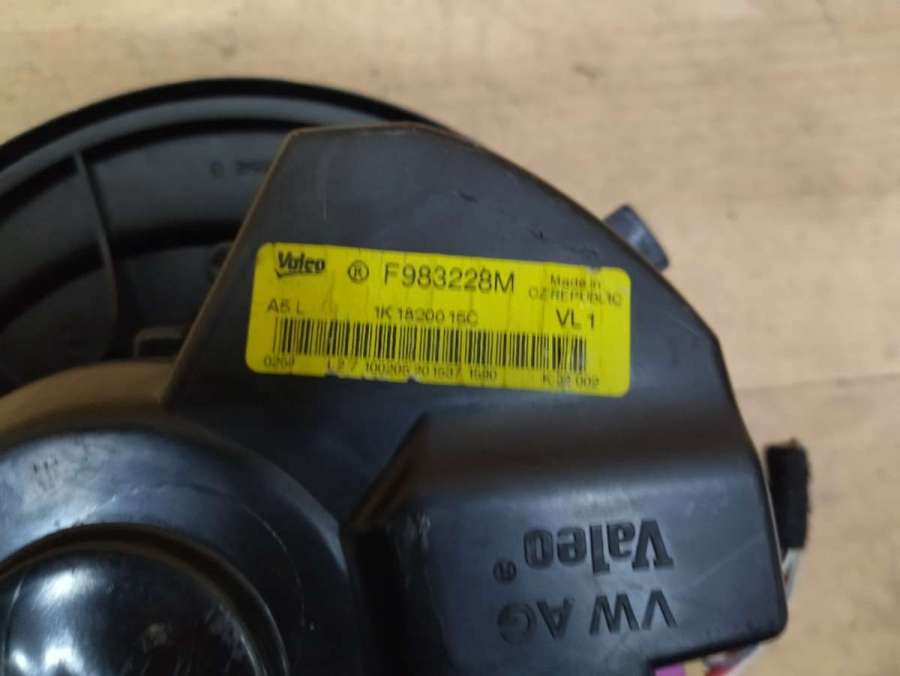 Valeo ® F983228M Made in
CZ REPUBLIC
A5 L 1K1820015C VL 1
Valeo®
VW AG